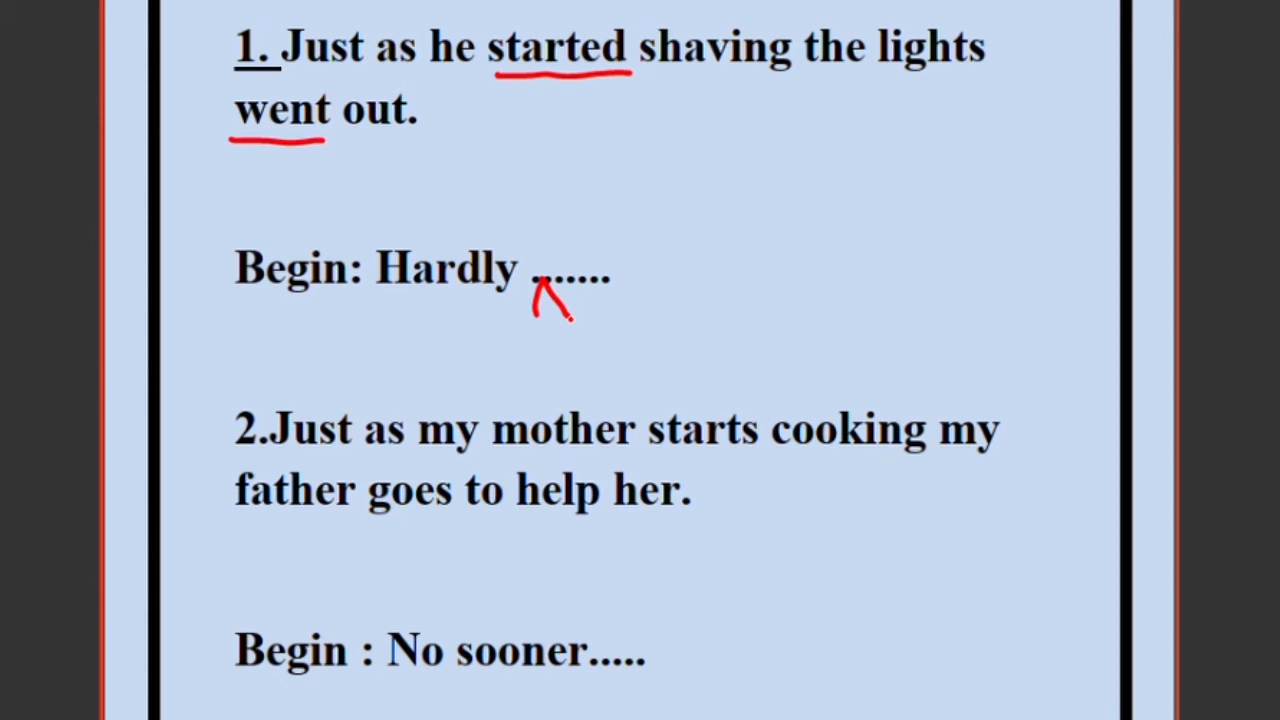 1. Just as he started shaving the lights
went out.
Begin: Hardly .......
2.Just as my mother starts cooking my
father goes to help her.
Begin : No sooner.....